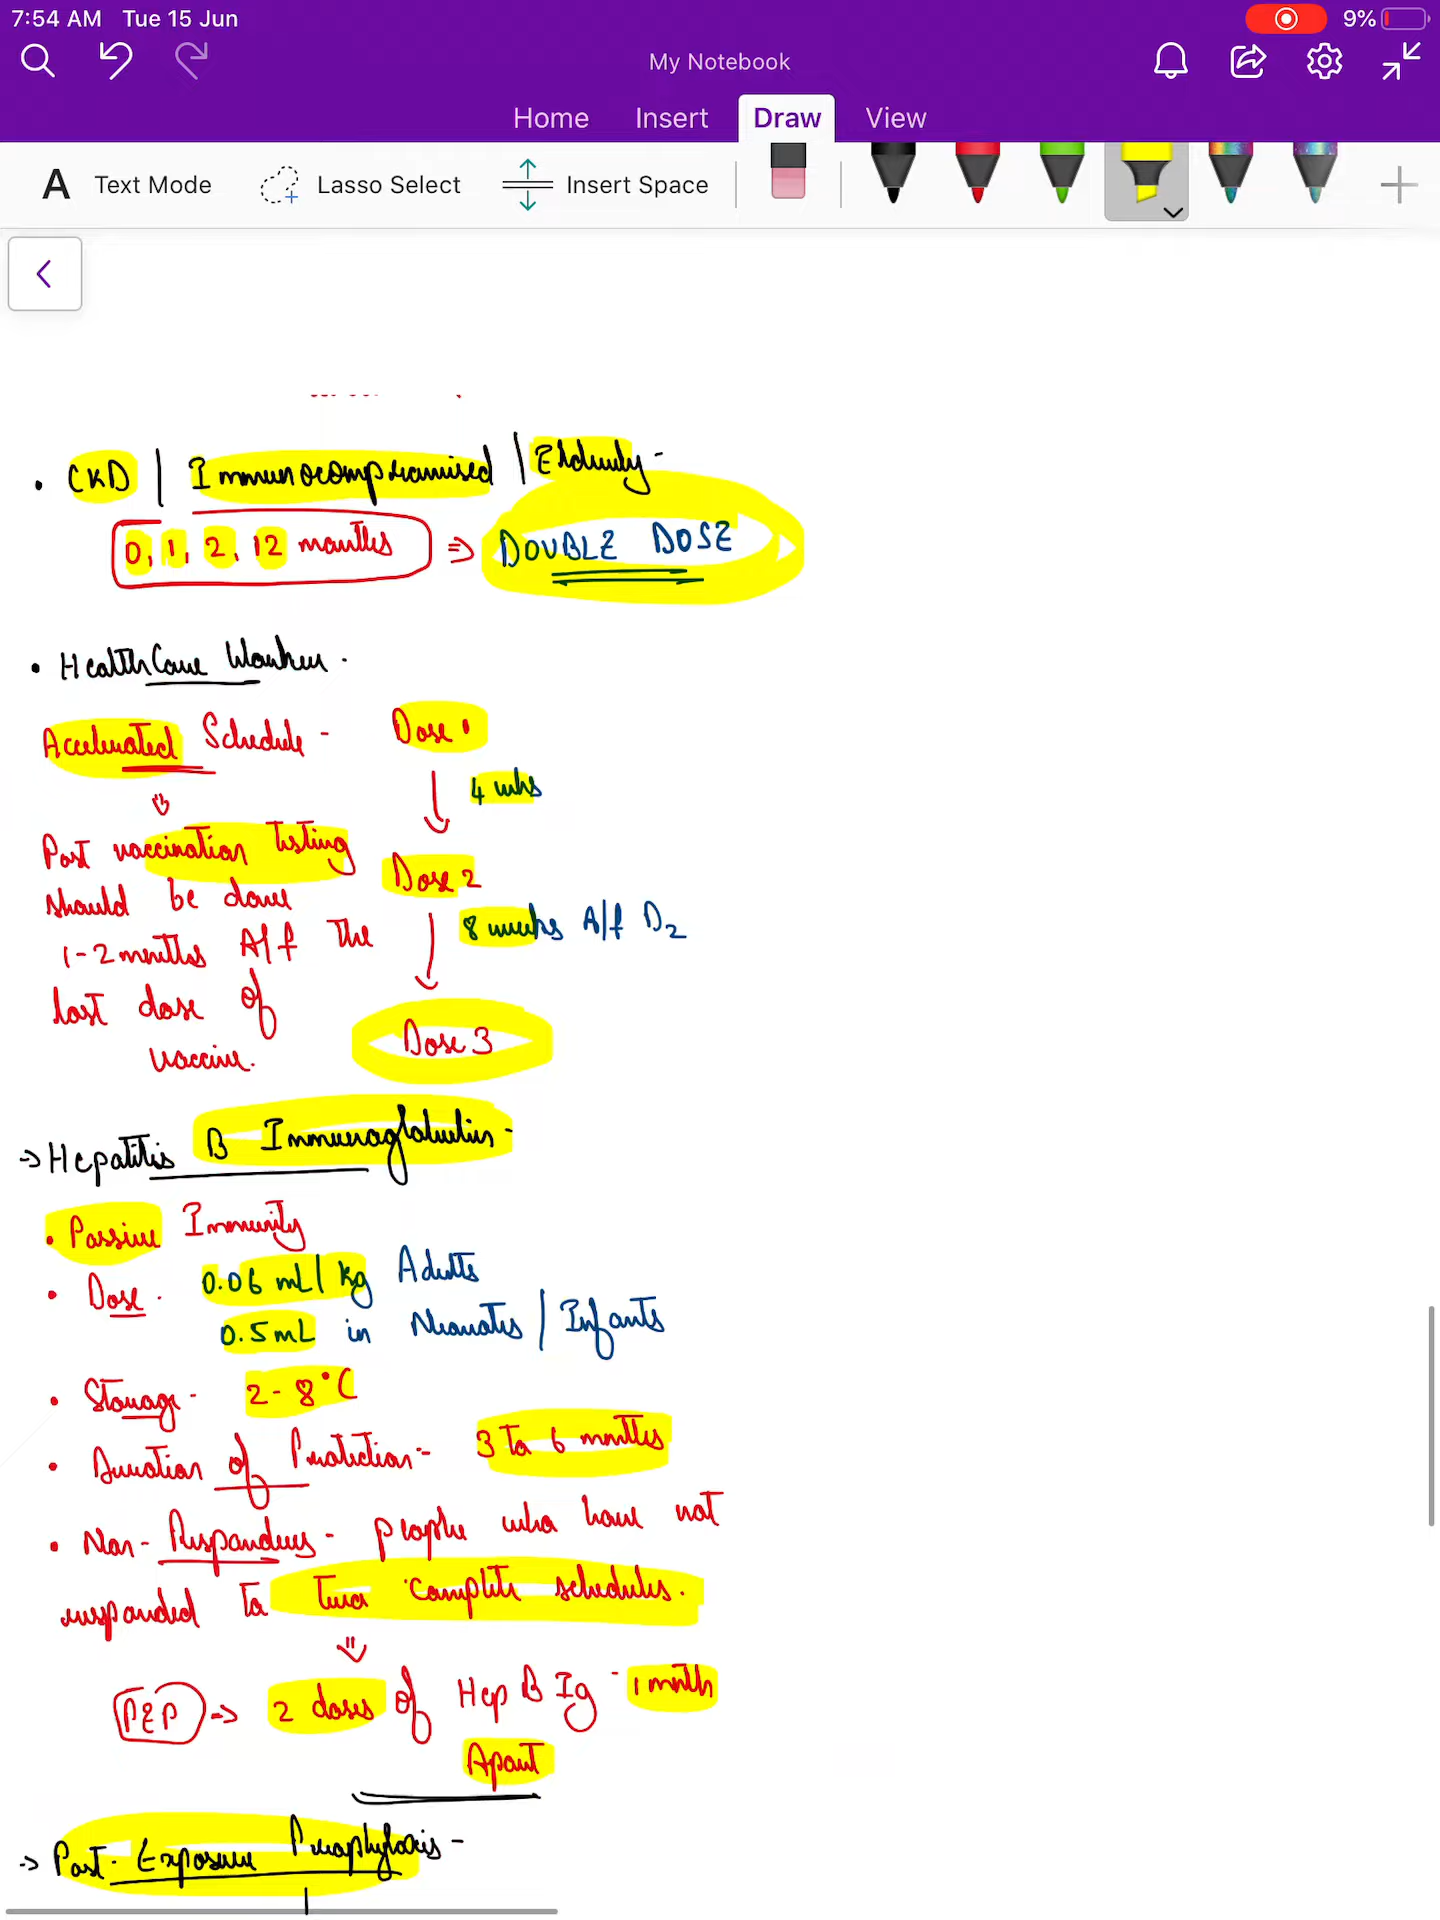 7:54 AM Tue 15 Jun
9%
My Notebook
Home Insert Draw View
A Text Mode Lasso Select Insert Space
• CKD | Immunocompromised | Elderly -
0, 1, 2, 12 months ⇒ DOUBLE DOSE
• HealthCare Worker -
Accelerated Schedule - Dose 1
↓ 4 wks
Post vaccination testing
should be done
1-2 months A/f the
last dose of
vaccine.
Dose 2
↓ 8 weeks A/f D2
Dose 3
→ Hepatitis B Immunoglobulin -
• Passive Immunity
• Dose - 0.06 mL/kg Adults
0.5mL in Neonates / Infants
• Storage - 2-8°C
• Duration of Protection - 3 To 6 months
• Non-Responders - people who have not
responded to two complete schedules.
⇓
PEP ⇒ 2 doses of Hep B Ig - 1 month
Apart
→ Post-Exposure Prophylaxis -